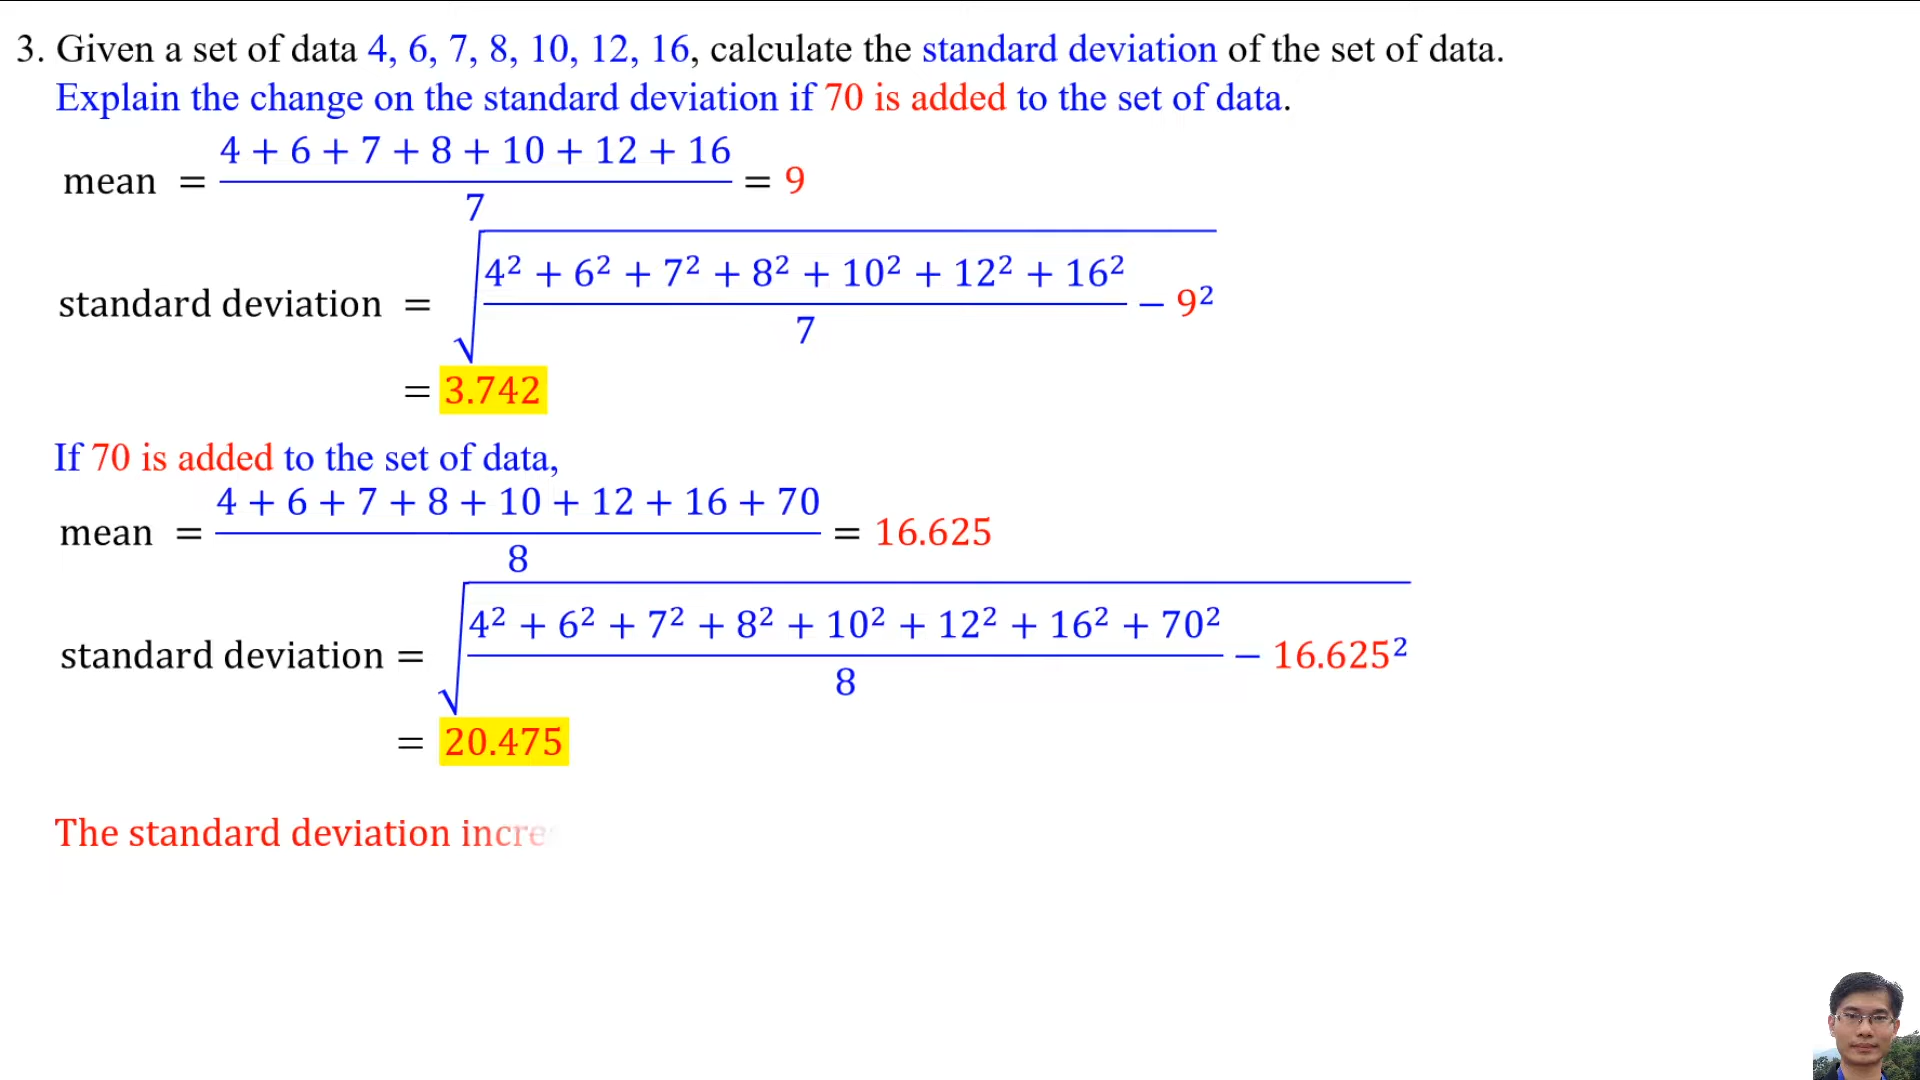 3. Given a set of data 4, 6, 7, 8, 10, 12, 16, calculate the standard deviation of the set of data.
Explain the change on the standard deviation if 70 is added to the set of data.
mean = (4 + 6 + 7 + 8 + 10 + 12 + 16)/7 = 9
standard deviation = √((4² + 6² + 7² + 8² + 10² + 12² + 16²)/7 − 9²)
= 3.742
If 70 is added to the set of data,
mean = (4 + 6 + 7 + 8 + 10 + 12 + 16 + 70)/8 = 16.625
standard deviation = √((4² + 6² + 7² + 8² + 10² + 12² + 16² + 70²)/8 − 16.625²)
= 20.475
The standard deviation incre